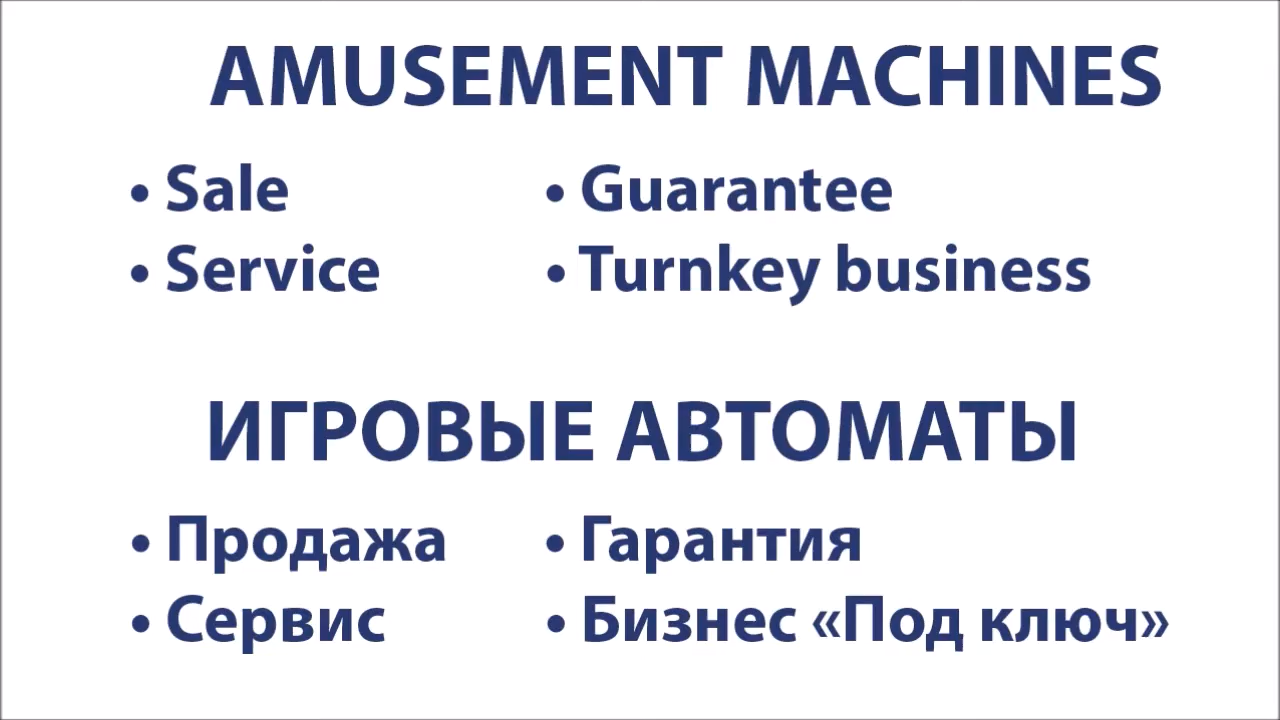 AMUSEMENT MACHINES
• Sale
• Guarantee
• Service
• Turnkey business
ИГРОВЫЕ АВТОМАТЫ
• Продажа
• Гарантия
• Сервис
• Бизнес «Под ключ»